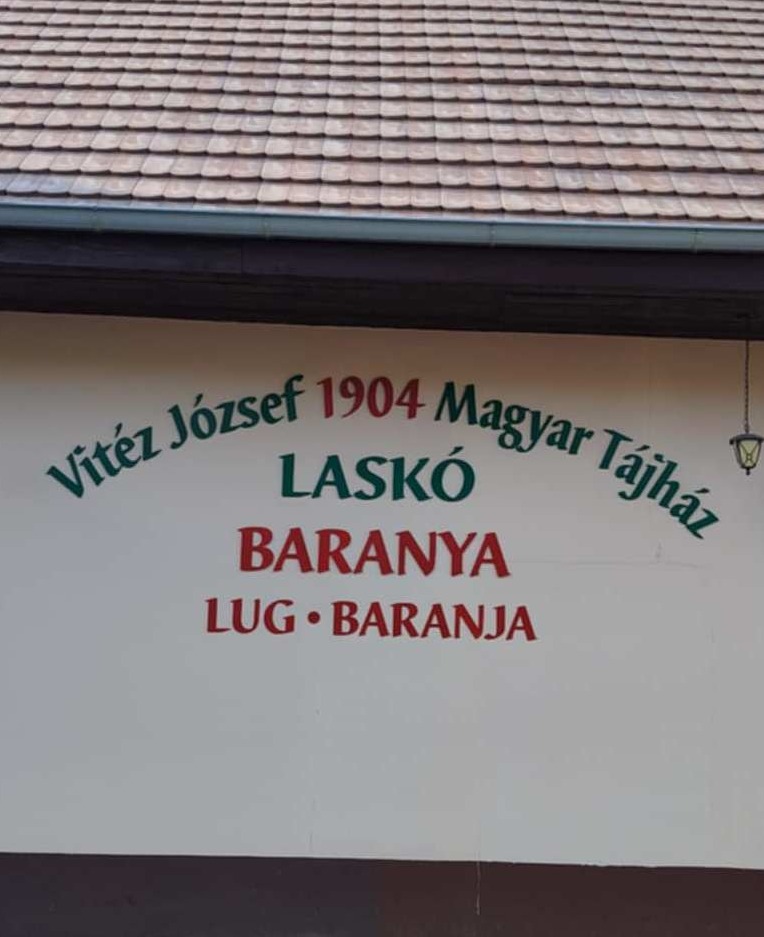 Vitéz József 1904 Magyar Tájház
LASKÓ
BARANYA
LUG • BARANJA